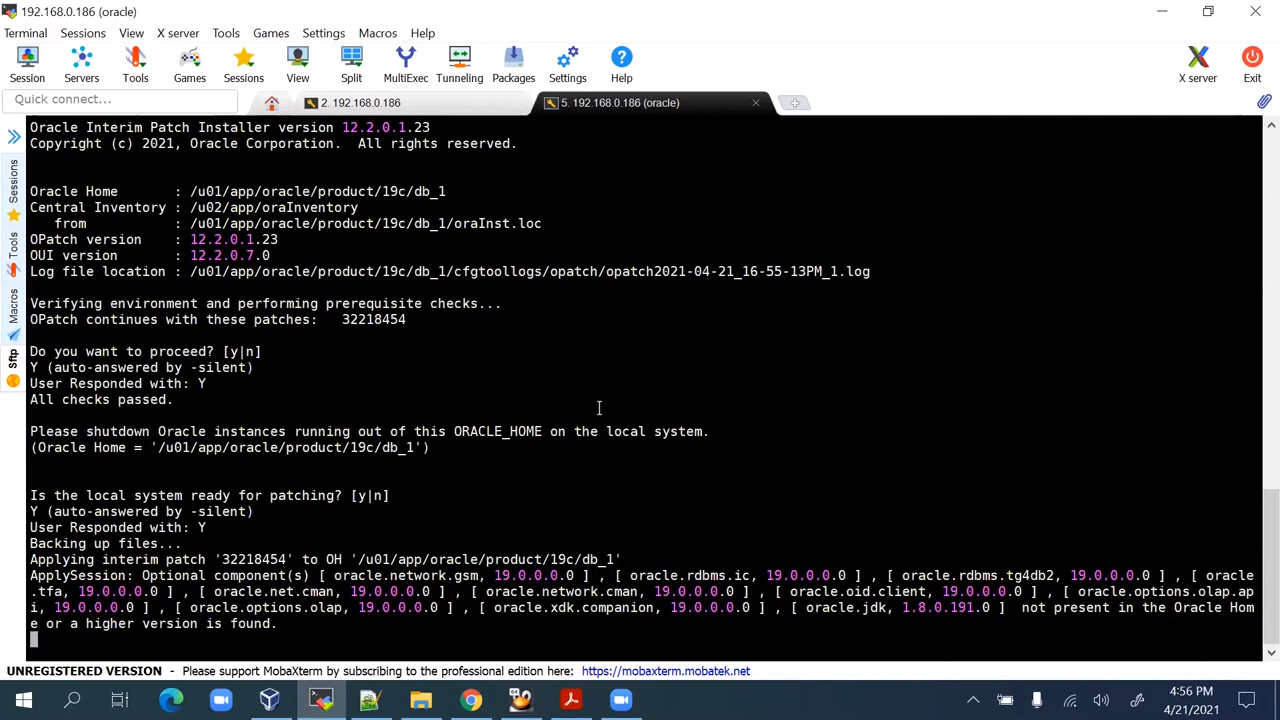 192.168.0.186 (oracle)
Terminal Sessions View X server Tools Games Settings Macros Help
Session Servers Tools Games Sessions View Split MultiExec Tunneling Packages Settings Help X server Exit
Quick connect...
2. 192.168.0.186
5. 192.168.0.186 (oracle)
Sessions
Tools
Macros
Sftp
Oracle Interim Patch Installer version 12.2.0.1.23
Copyright (c) 2021, Oracle Corporation.  All rights reserved.
Oracle Home       : /u01/app/oracle/product/19c/db_1
Central Inventory : /u02/app/oraInventory
   from           : /u01/app/oracle/product/19c/db_1/oraInst.loc
OPatch version    : 12.2.0.1.23
OUI version       : 12.2.0.7.0
Log file location : /u01/app/oracle/product/19c/db_1/cfgtoollogs/opatch/opatch2021-04-21_16-55-13PM_1.log
Verifying environment and performing prerequisite checks...
OPatch continues with these patches:   32218454
Do you want to proceed? [y|n]
Y (auto-answered by -silent)
User Responded with: Y
All checks passed.
Please shutdown Oracle instances running out of this ORACLE_HOME on the local system.
(Oracle Home = '/u01/app/oracle/product/19c/db_1')
Is the local system ready for patching? [y|n]
Y (auto-answered by -silent)
User Responded with: Y
Backing up files...
Applying interim patch '32218454' to OH '/u01/app/oracle/product/19c/db_1'
ApplySession: Optional component(s) [ oracle.network.gsm, 19.0.0.0.0 ] , [ oracle.rdbms.ic, 19.0.0.0.0 ] , [ oracle.rdbms.tg4db2, 19.0.0.0.0 ] , [ oracle
.tfa, 19.0.0.0.0 ] , [ oracle.net.cman, 19.0.0.0.0 ] , [ oracle.network.cman, 19.0.0.0.0 ] , [ oracle.oid.client, 19.0.0.0.0 ] , [ oracle.options.olap.ap
i, 19.0.0.0.0 ] , [ oracle.options.olap, 19.0.0.0.0 ] , [ oracle.xdk.companion, 19.0.0.0.0 ] , [ oracle.jdk, 1.8.0.191.0 ]  not present in the Oracle Hom
e or a higher version is found.
UNREGISTERED VERSION - Please support MobaXterm by subscribing to the professional edition here: https://mobaxterm.mobatek.net
4:56 PM
4/21/2021